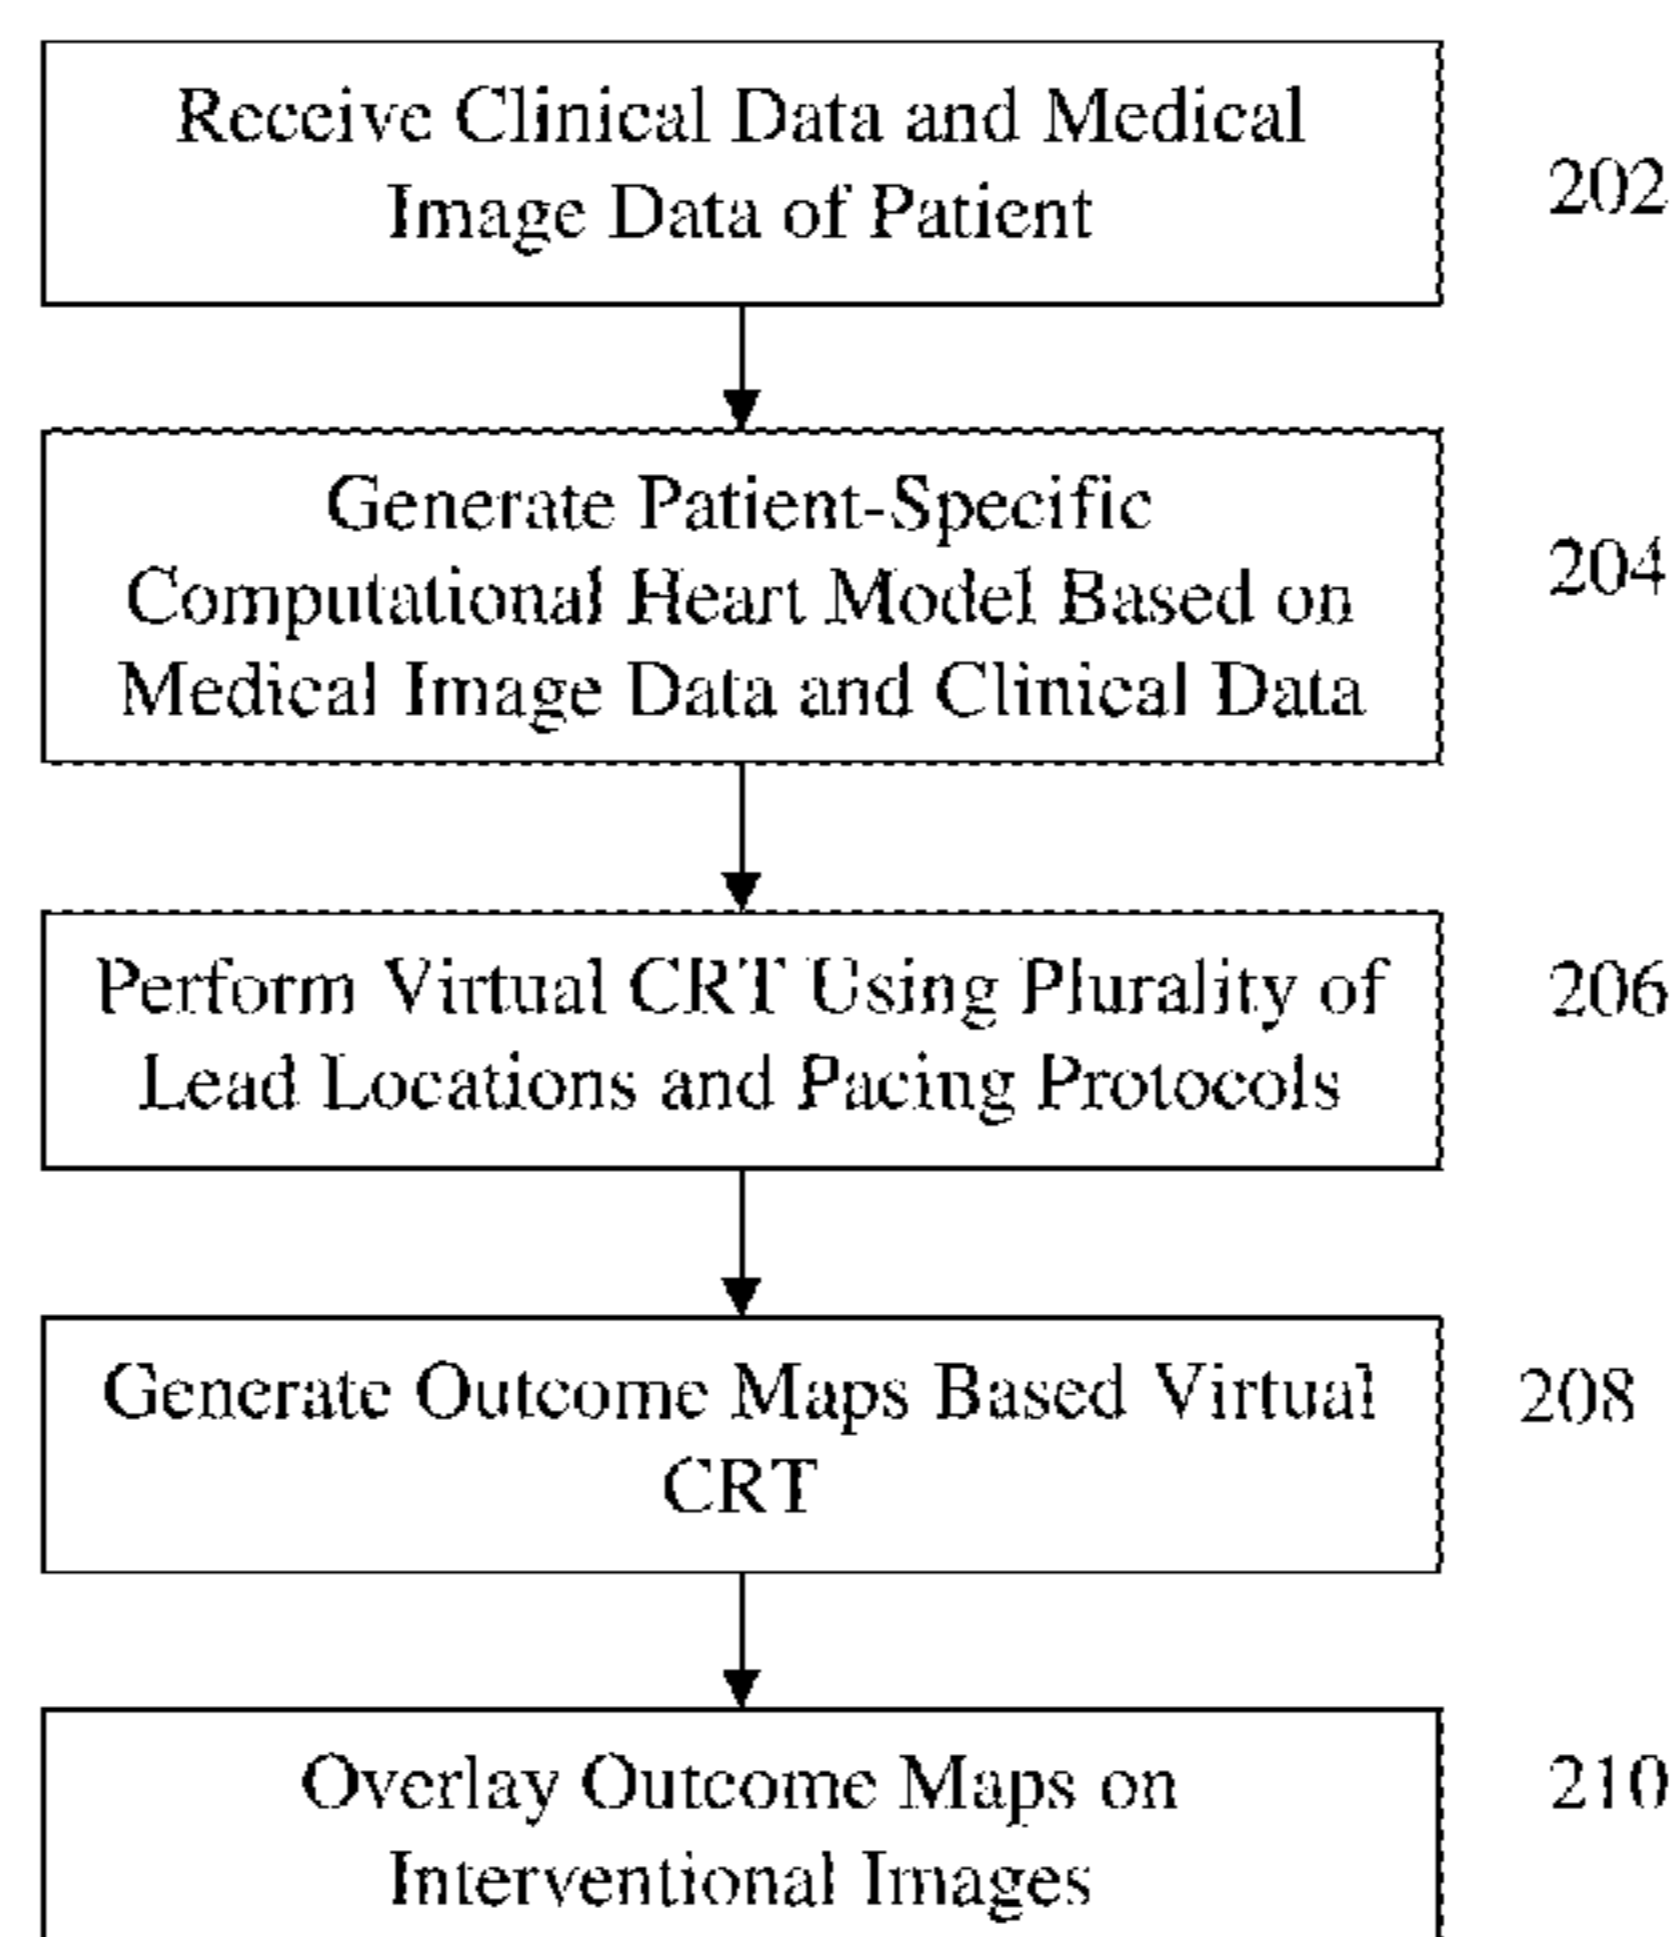 Receive Clinical Data and Medical
Image Data of Patient
202
Generate Patient-Specific
Computational Heart Model Based on
Medical Image Data and Clinical Data
204
Perform Virtual CRT Using Plurality of
Lead Locations and Pacing Protocols
206
Generate Outcome Maps Based Virtual
CRT
208
Overlay Outcome Maps on
Interventional Images
210